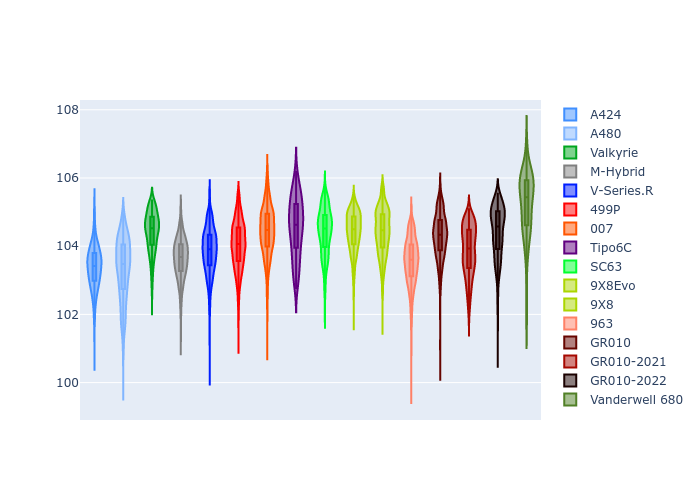 108
106
104
102
100
A424
A480
Valkyrie
M-Hybrid
V-Series.R
499P
007
Tipo6C
SC63
9X8Evo
9X8
963
GR010
GR010-2021
GR010-2022
Vanderwell 680